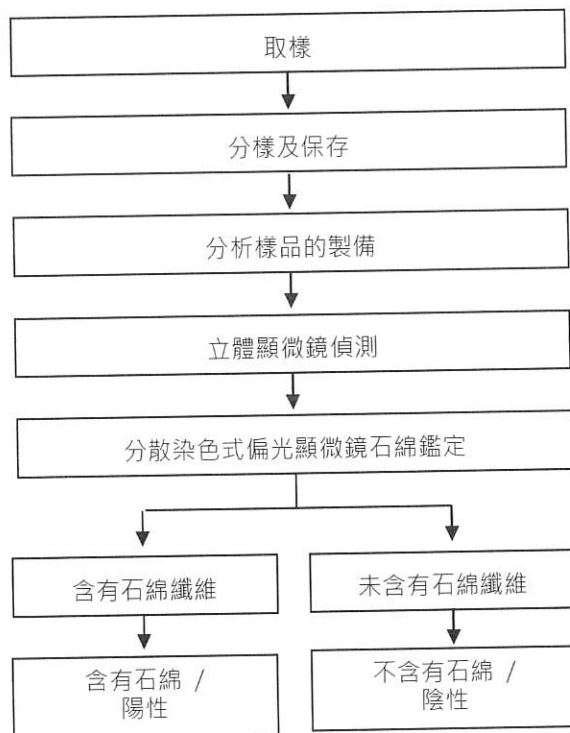 取樣
分樣及保存
分析樣品的製備
立體顯微鏡偵測
分散染色式偏光顯微鏡石綿鑑定
含有石綿纖維
未含有石綿纖維
含有石綿 /
陽性
不含有石綿 /
陰性